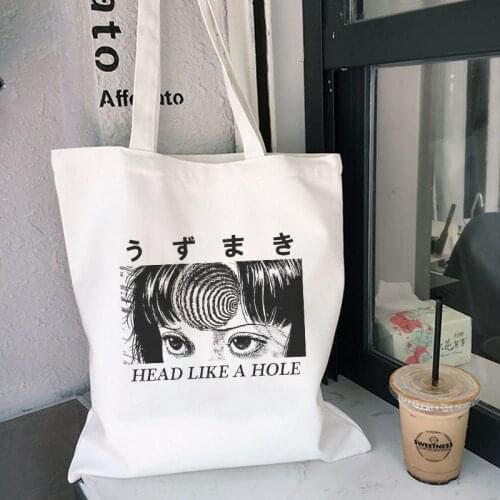 ato
Affogato
うずまき
HEAD LIKE A HOLE
SWEETNESS